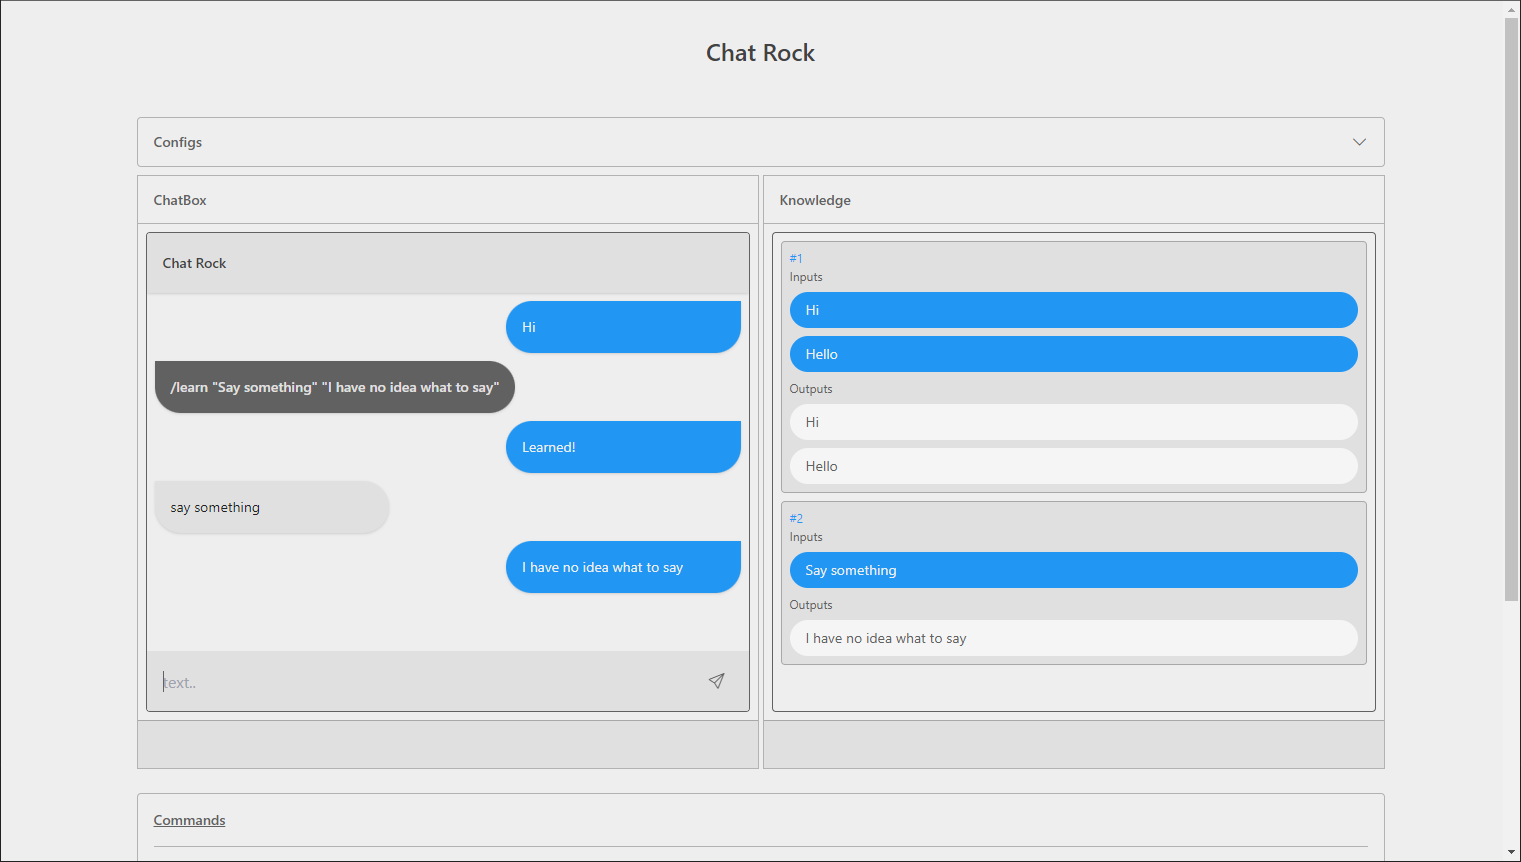 Chat Rock
Configs
ChatBox
Chat Rock
Hi
/learn "Say something" "I have no idea what to say"
Learned!
say something
I have no idea what to say
text..
Knowledge
#1
Inputs
Hi
Hello
Outputs
Hi
Hello
#2
Inputs
Say something
Outputs
I have no idea what to say
Commands